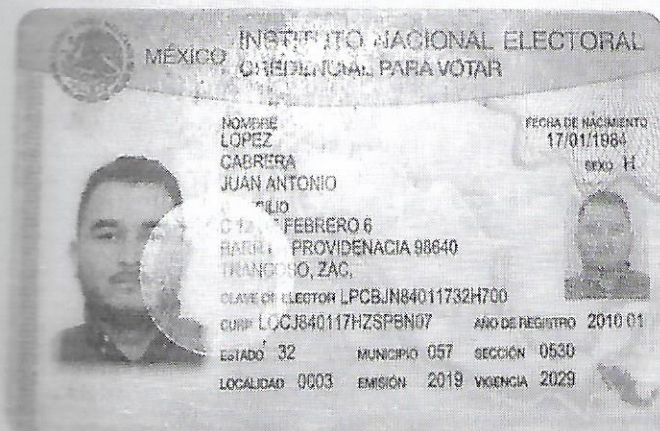 MÉXICO INSTITUTO NACIONAL ELECTORAL
CREDENCIAL PARA VOTAR
NOMBRE
LOPEZ
CABRERA
JUAN ANTONIO
FECHA DE NACIMIENTO
17/01/1984
SEXO H
FEBRERO 6
PROVIDENAGIA 98640
ZAC.
CLAVE DE ELECTOR LPCBJN84011732H700
CURP LOCJ840117HZSPBN07 AÑO DE REGISTRO 2010 01
ESTADO 32 MUNICIPIO 057 SECCIÓN 0530
LOCALIDAD 0003 EMISIÓN 2019 VIGENCIA 2029